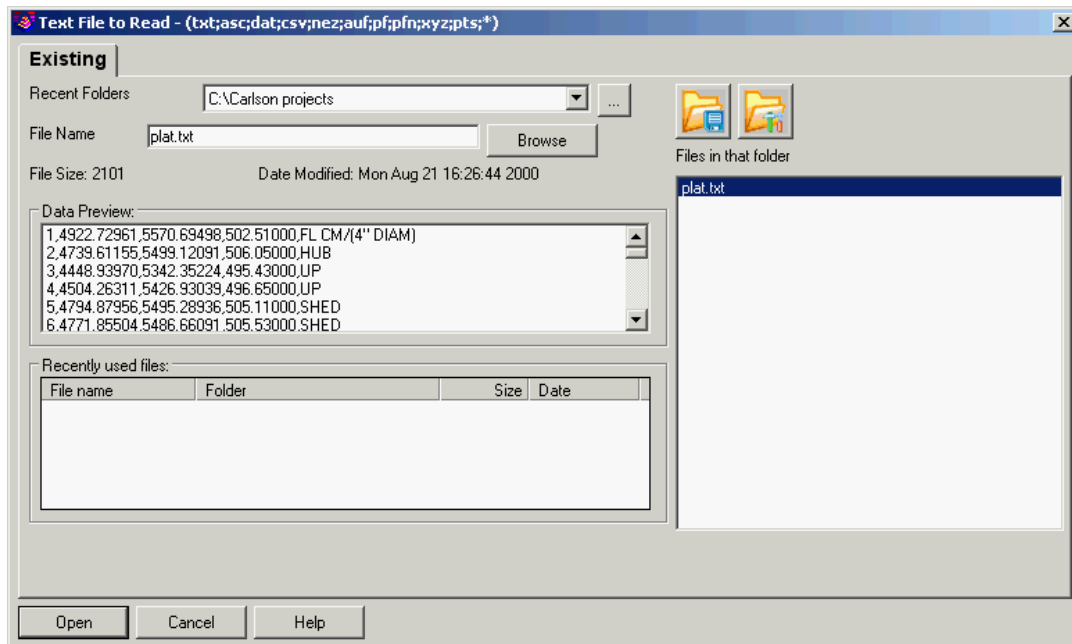 Text File to Read - (txt;asc;dat;csv;nez;auf;pf;pfn;xyz;pts;*)
Existing
Recent Folders
C:\Carlson projects
...
File Name
plat.txt
Browse
File Size: 2101
Date Modified: Mon Aug 21 16:26:44 2000
Data Preview:
1,4922.72961,5570.69498,502.51000,FL CM/(4" DIAM)
2,4739.61155,5499.12091,506.05000,HUB
3,4448.93970,5342.35224,495.43000,UP
4,4504.26311,5426.93039,496.65000,UP
5,4794.87956,5495.28936,505.11000,SHED
6,4771.85504,5486.66091,505.53000,SHED
Recently used files:
File name Folder Size Date
Files in that folder
plat.txt
Open Cancel Help